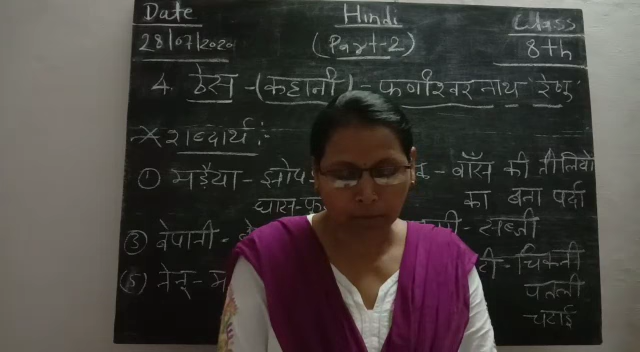 Date Hindi Class
28/07/2020 (Part-2) 8th
4. ठेस - (कहानी) - फणीश्वरनाथ 'रेणु'
* शब्दार्थ :-
① मड़ैया - झोप - बाँस की तीलियों
घास-फू का बना पर्दा
③ बेपानी - सब्जी
(5) नेनू - चिकनी
पतली
चटाई